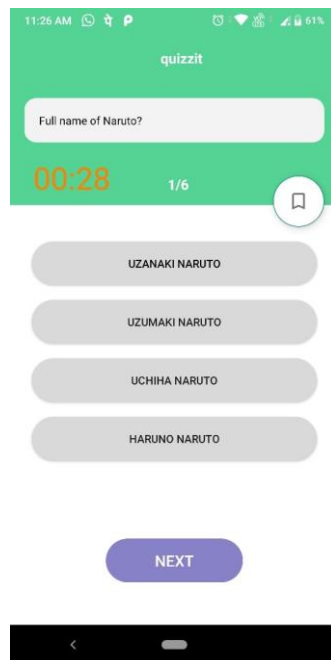 11:26 AM पे P 61%
quizzit
Full name of Naruto?
00:28 1/6
UZANAKI NARUTO
UZUMAKI NARUTO
UCHIHA NARUTO
HARUNO NARUTO
NEXT